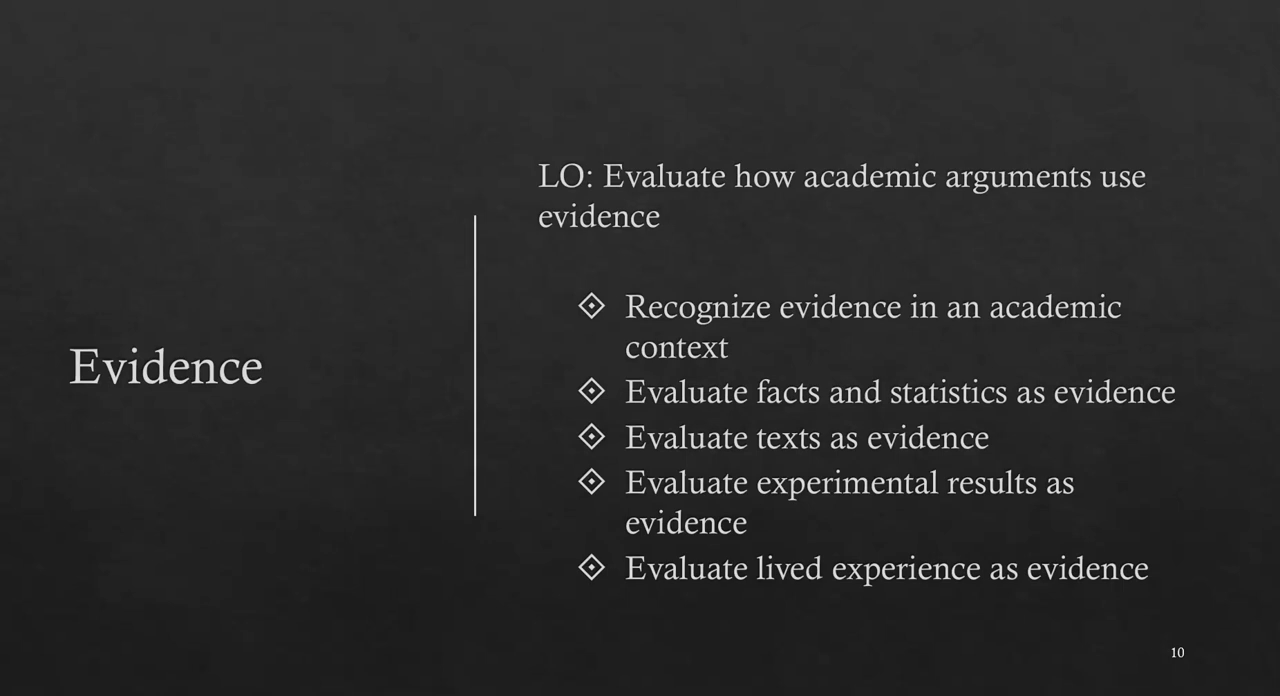 Evidence
LO: Evaluate how academic arguments use
evidence
Recognize evidence in an academic
context
Evaluate facts and statistics as evidence
Evaluate texts as evidence
Evaluate experimental results as
evidence
Evaluate lived experience as evidence
10